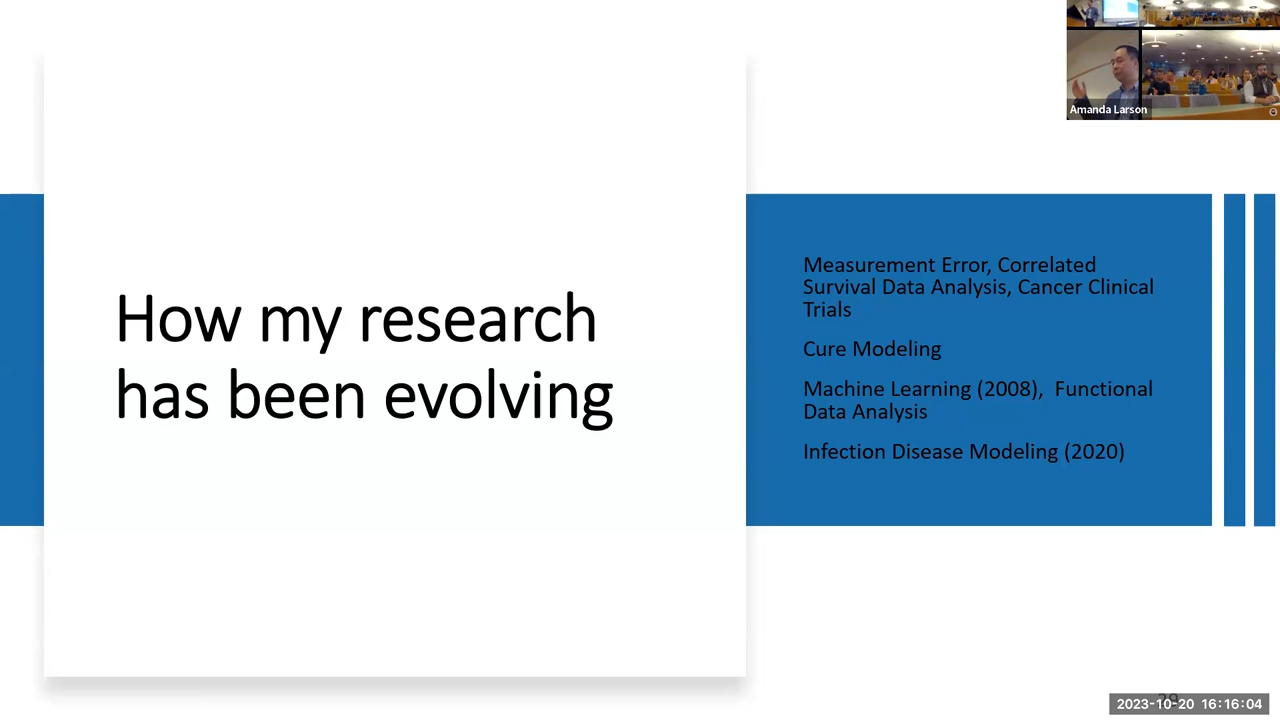 Amanda Larson
How my research
has been evolving
Measurement Error, Correlated
Survival Data Analysis, Cancer Clinical
Trials
Cure Modeling
Machine Learning (2008),  Functional
Data Analysis
Infection Disease Modeling (2020)
2023-10-20 16:16:04